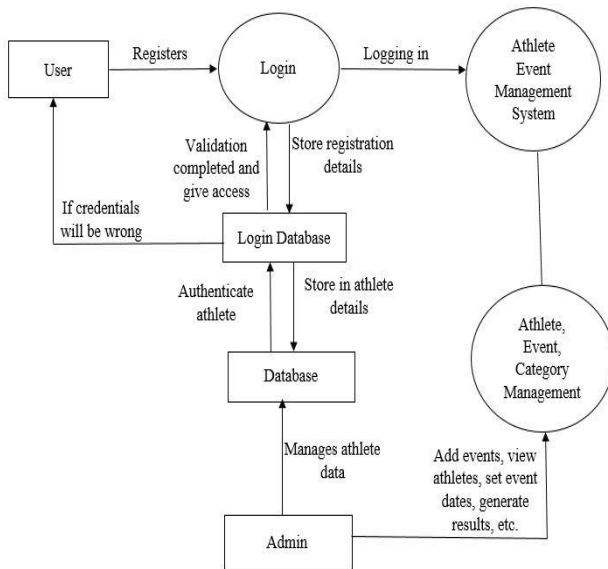 Registers
Logging in
User
Login
Athlete
Event
Management
System
Validation
completed and
give access
Store registration
details
If credentials
will be wrong
Login Database
Authenticate
athlete
Store in athlete
details
Athlete,
Event,
Category
Management
Database
Manages athlete
data
Add events, view
athletes, set event
dates, generate
results, etc.
Admin